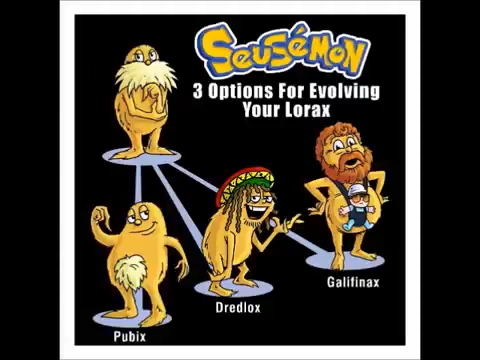 SEUSÉMON
3 Options For Evolving
Your Lorax
Galifinax
Dredlox
Pubix